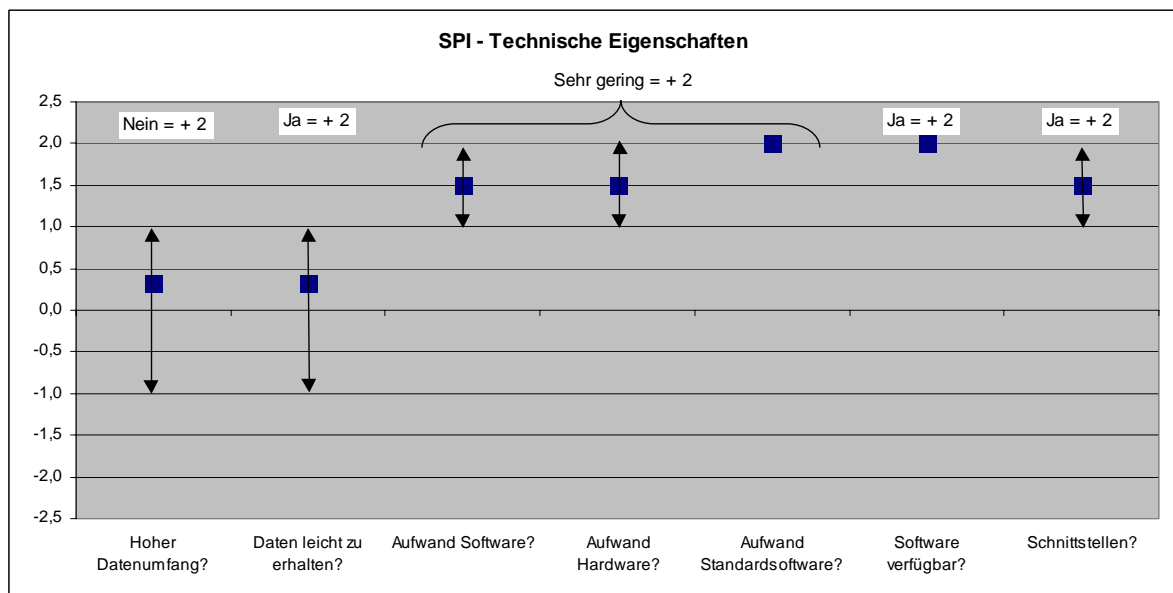 SPI - Technische Eigenschaften
Sehr gering = + 2
Nein = + 2
Ja = + 2
Ja = + 2
Ja = + 2
2,5
2,0
1,5
1,0
0,5
0,0
-0,5
-1,0
-1,5
-2,0
-2,5
Hoher
Datenumfang?
Daten leicht zu
erhalten?
Aufwand Software?
Aufwand
Hardware?
Aufwand
Standardsoftware?
Software
verfügbar?
Schnittstellen?